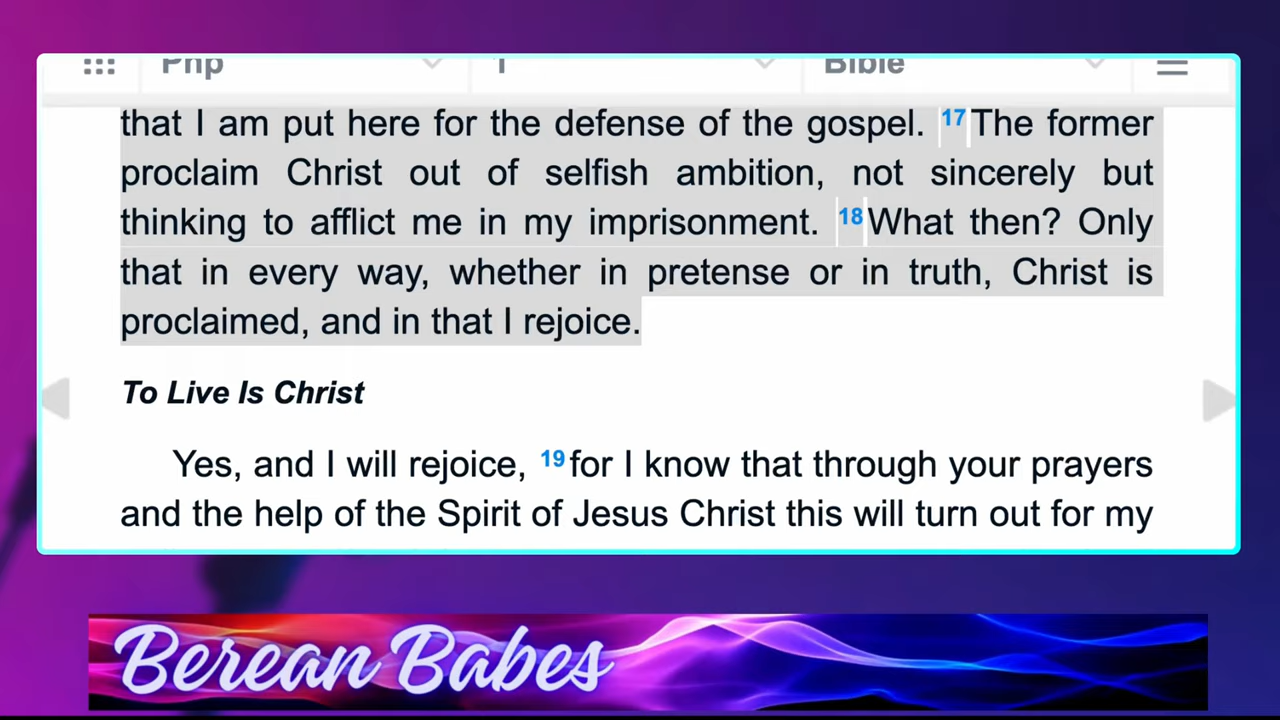 Php 1 Bible
that I am put here for the defense of the gospel. 17 The former
proclaim Christ out of selfish ambition, not sincerely but
thinking to afflict me in my imprisonment. 18 What then? Only
that in every way, whether in pretense or in truth, Christ is
proclaimed, and in that I rejoice.
To Live Is Christ
Yes, and I will rejoice, 19 for I know that through your prayers
and the help of the Spirit of Jesus Christ this will turn out for my
Berean Babes